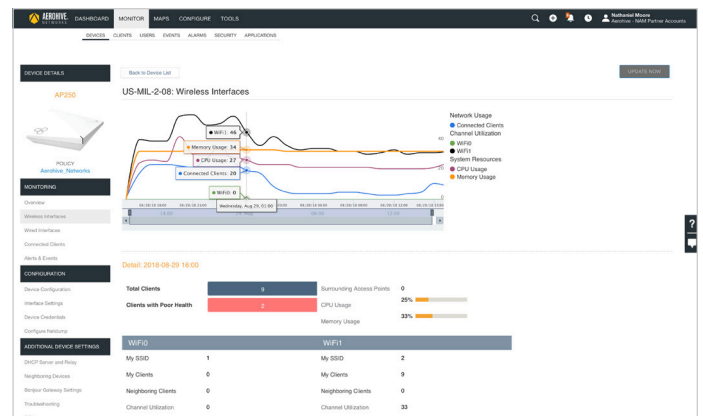 AEROHIVE NETWORKS DASHBOARD MONITOR MAPS CONFIGURE TOOLS
Nathaniel Moore
Aerohive - NAM Partner Accounts
DEVICES CLIENTS USERS EVENTS ALARMS SECURITY APPLICATIONS
DEVICE DETAILS
Back to Device List
UPDATE NOW
AP250
US-MIL-2-08: Wireless Interfaces
POLICY
Aerohive_Networks
Network Usage
Connected Clients
Channel Utilization
WiFi0
WiFi1
System Resources
CPU Usage
Memory Usage
WiFi1: 46
Memory Usage: 34
CPU Usage: 27
Connected Clients: 20
WiFi0: 0
Wednesday, Aug 29, 01:00
40
20
0
MONITORING
Overview
Wireless Interfaces
Wired Interfaces
Connected Clients
Alerts & Events
CONFIGURATION
Device Configuration
Interface Settings
Device Credentials
Configure Netdump
ADDITIONAL DEVICE SETTINGS
DHCP Server and Relay
Neighboring Devices
Bonjour Gateway Settings
Troubleshooting
?
Detail: 2018-08-29 16:00
Total Clients 9 Surrounding Access Points 0
Clients with Poor Health 2 CPU Usage 25%
Memory Usage 33%
WiFi0 WiFi1
My SSID 1 My SSID 2
My Clients 0 My Clients 9
Neighboring Clients 0 Neighboring Clients 0
Channel Utilization 0 Channel Utilization 33